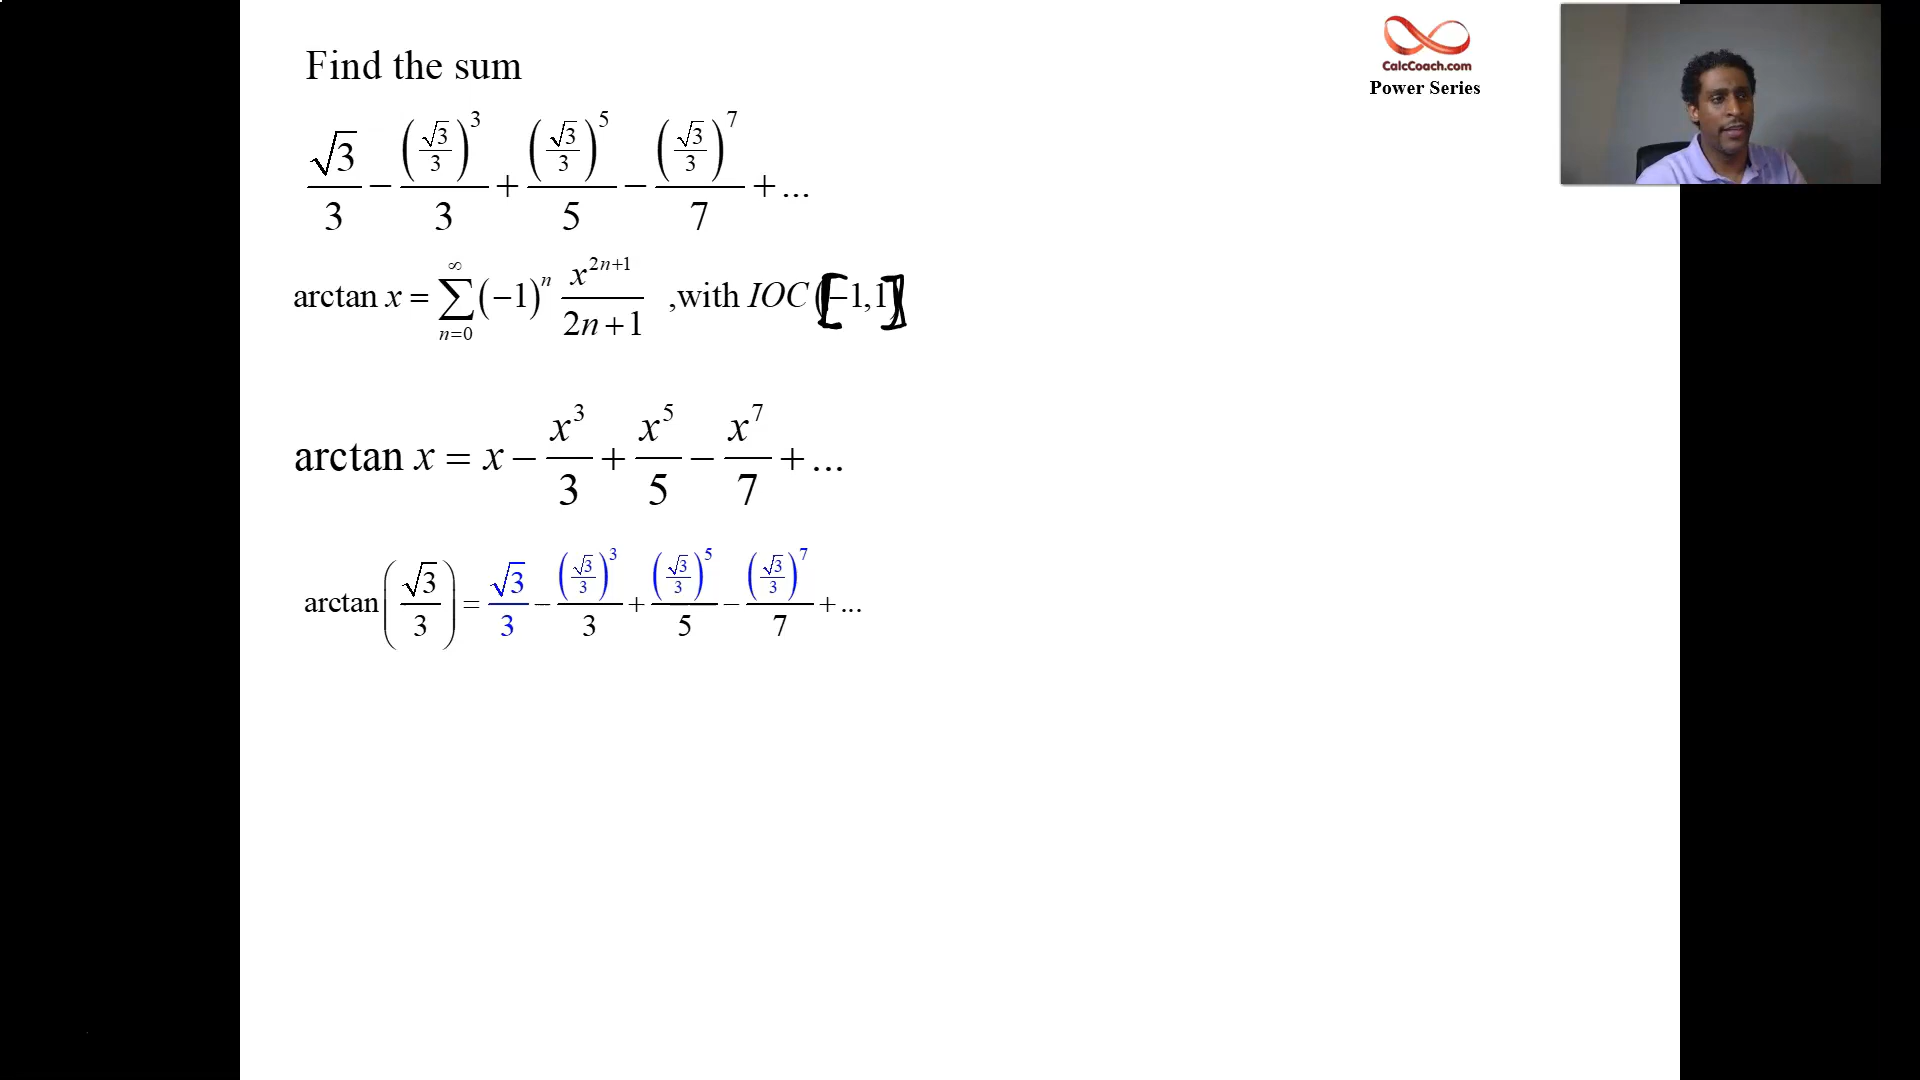 Find the sum
CalcCoach.com
Power Series
√3/3 − (√3/3)^3/3 + (√3/3)^5/5 − (√3/3)^7/7 + ...
arctan x = ∑_{n=0}^{∞} (−1)^n x^{2n+1}/(2n+1) ,with IOC [−1,1]
arctan x = x − x^3/3 + x^5/5 − x^7/7 + ...
arctan(√3/3) = √3/3 − (√3/3)^3/3 + (√3/3)^5/5 − (√3/3)^7/7 + ...